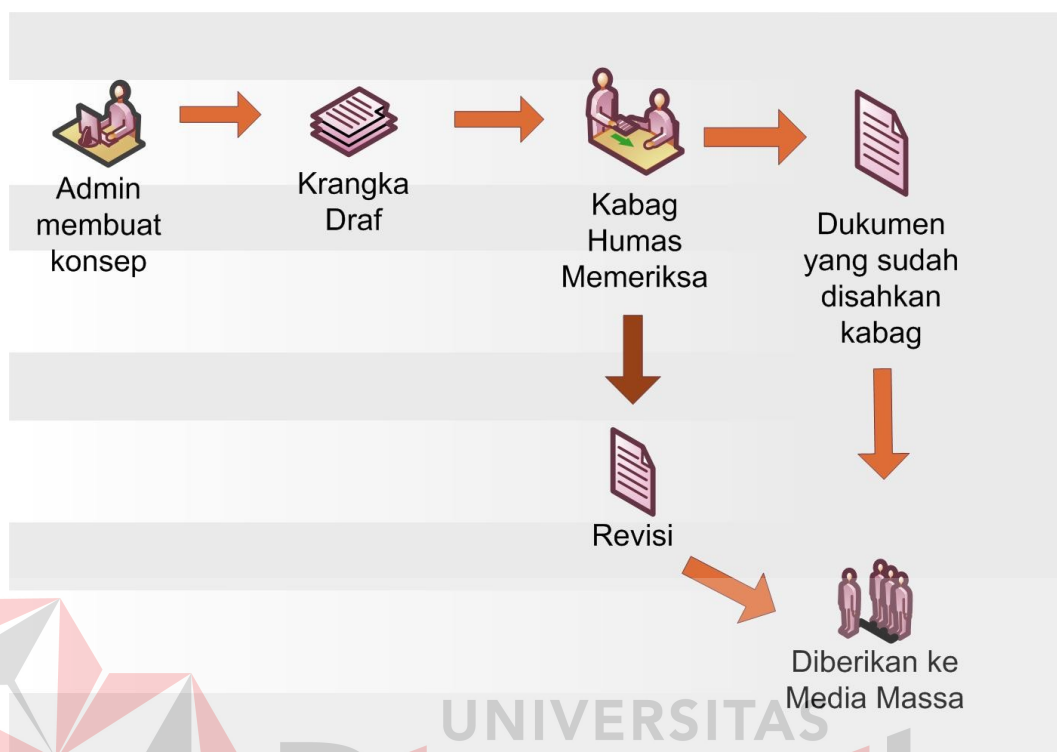 Admin
membuat
konsep
Krangka
Draf
Kabag
Humas
Memeriksa
Dukumen
yang sudah
disahkan
kabag
Revisi
Diberikan ke
Media Massa
UNIVERSITAS